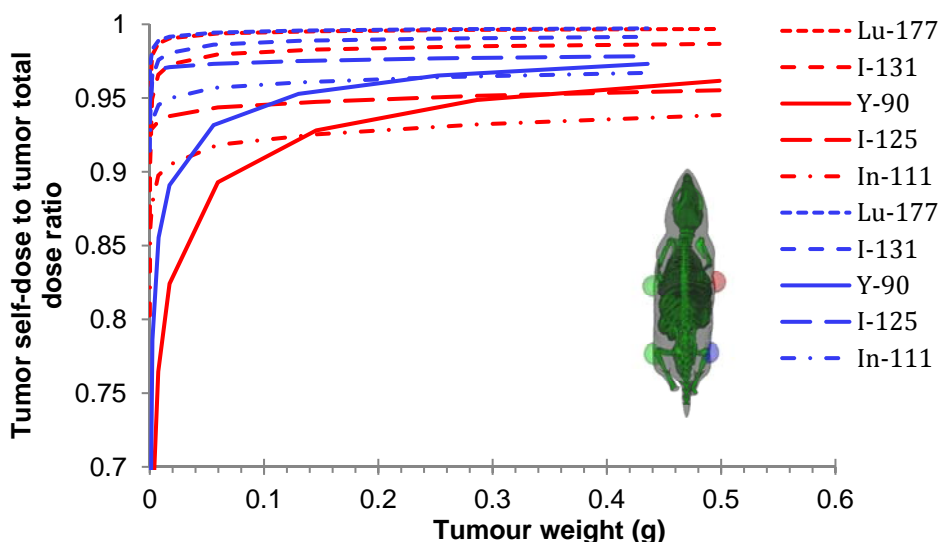 Tumor self-dose to tumor total
dose ratio
1
0.95
0.9
0.85
0.8
0.75
0.7
0
0.1
0.2
0.3
0.4
0.5
0.6
Tumour weight (g)
Lu-177
I-131
Y-90
I-125
In-111
Lu-177
I-131
Y-90
I-125
In-111